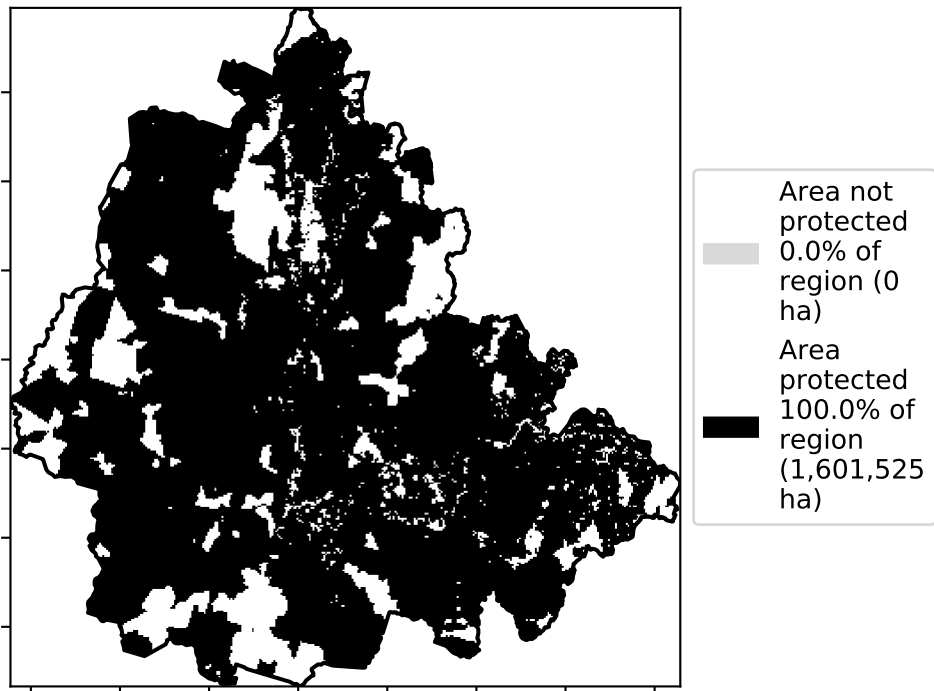 Area not
protected
0.0% of
region (0
ha)
Area
protected
100.0% of
region
(1,601,525
ha)